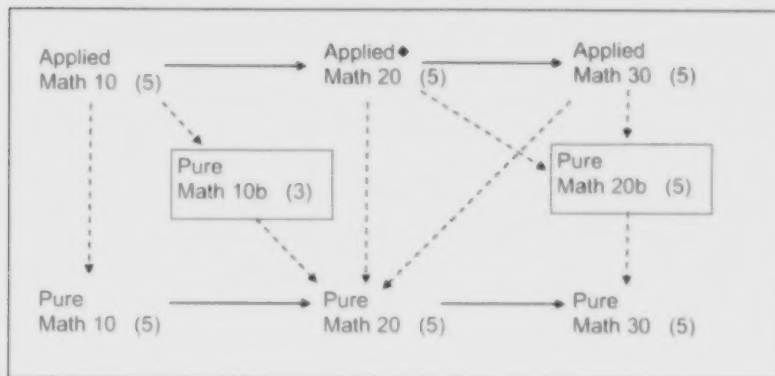 Applied
Math 10 (5)
Applied◆
Math 20 (5)
Applied
Math 30 (5)
Pure
Math 10b (3)
Pure
Math 20b (5)
Pure
Math 10 (5)
Pure
Math 20 (5)
Pure
Math 30 (5)